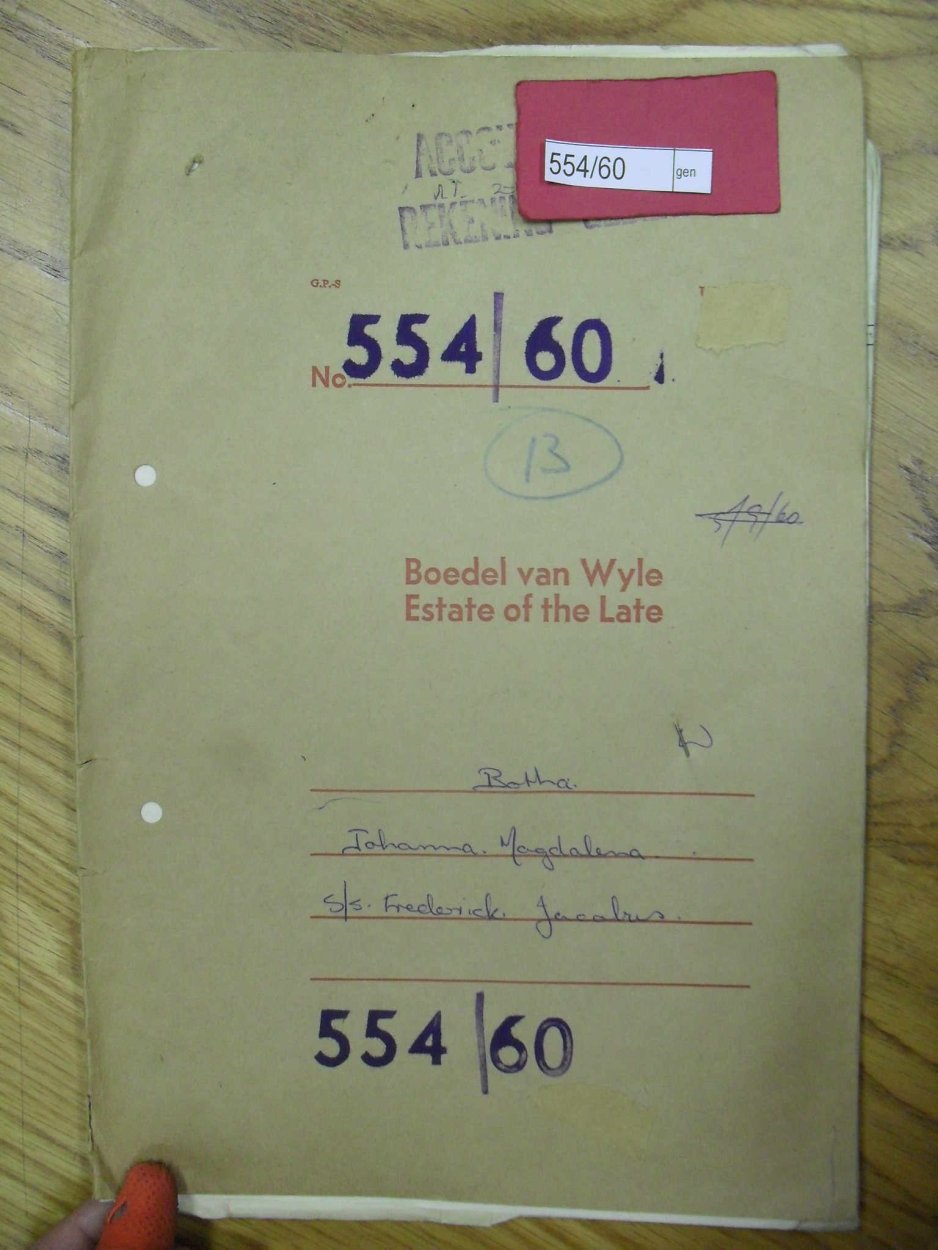 554/60 gen
REKENING
G.P.-S
No. 554/60
B
Boedel van Wyle
Estate of the Late
Botha.
Johanna. Magdalena
s/s. Frederick. Jacobus.
554/60